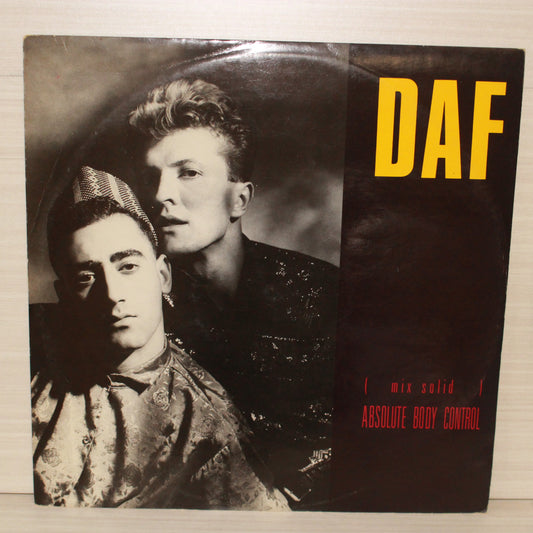 DAF
( mix solid )
ABSOLUTE BODY CONTROL